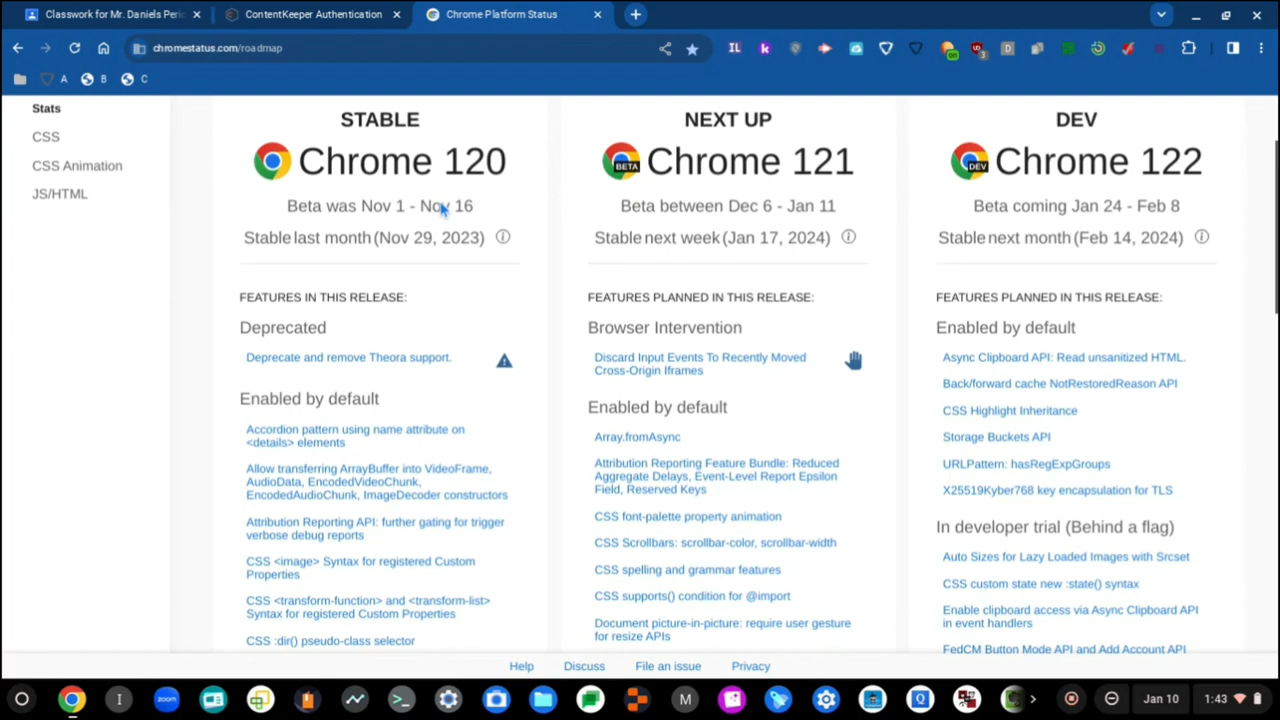 Classwork for Mr. Daniels Peri
ContentKeeper Authentication
Chrome Platform Status
chromestatus.com/roadmap
A
B
C
Stats
CSS
CSS Animation
JS/HTML
STABLE
Chrome 120
Beta was Nov 1 - Nov 16
Stable last month (Nov 29, 2023)
FEATURES IN THIS RELEASE:
Deprecated
Deprecate and remove Theora support.
Enabled by default
Accordion pattern using name attribute on
<details> elements
Allow transferring ArrayBuffer into VideoFrame,
AudioData, EncodedVideoChunk,
EncodedAudioChunk, ImageDecoder constructors
Attribution Reporting API: further gating for trigger
verbose debug reports
CSS <image> Syntax for registered Custom
Properties
CSS <transform-function> and <transform-list>
Syntax for registered Custom Properties
CSS :dir() pseudo-class selector
NEXT UP
BETA
Chrome 121
Beta between Dec 6 - Jan 11
Stable next week (Jan 17, 2024)
FEATURES PLANNED IN THIS RELEASE:
Browser Intervention
Discard Input Events To Recently Moved
Cross-Origin Iframes
Enabled by default
Array.fromAsync
Attribution Reporting Feature Bundle: Reduced
Aggregate Delays, Event-Level Report Epsilon
Field, Reserved Keys
CSS font-palette property animation
CSS Scrollbars: scrollbar-color, scrollbar-width
CSS spelling and grammar features
CSS supports() condition for @import
Document picture-in-picture: require user gesture
for resize APIs
DEV
DEV
Chrome 122
Beta coming Jan 24 - Feb 8
Stable next month (Feb 14, 2024)
FEATURES PLANNED IN THIS RELEASE:
Enabled by default
Async Clipboard API: Read unsanitized HTML.
Back/forward cache NotRestoredReason API
CSS Highlight Inheritance
Storage Buckets API
URLPattern: hasRegExpGroups
X25519Kyber768 key encapsulation for TLS
In developer trial (Behind a flag)
Auto Sizes for Lazy Loaded Images with Srcset
CSS custom state new :state() syntax
Enable clipboard access via Async Clipboard API
in event handlers
FedCM Button Mode API and Add Account API
Help
Discuss
File an issue
Privacy
zoom
M
Q
Jan 10
1:43